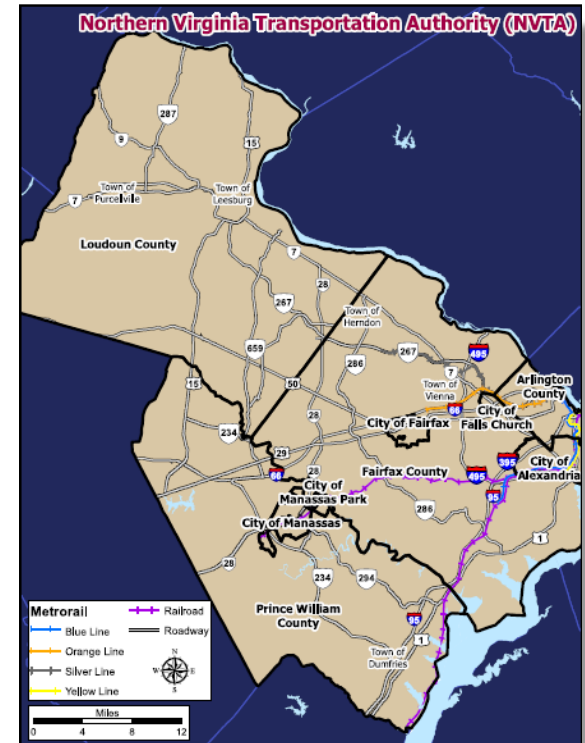 Northern Virginia Transportation Authority (NVTA)
287
9
15
Town of
Purcellville
Town of
Leesburg
7
Loudoun County
7
28
267
Town of
Herndon
495
659
286
267
7
15
50
Town of
Vienna
Arlington
County
66
City of
Falls Church
28
City of Fairfax
234
29
395
City of
Alexandria
66
28
Fairfax County
495
City of
Manassas Park
95
City of Manassas
286
1
28
234
294
Prince William
County
95
1
Town of
Dumfries
Metrorail
Railroad
Blue Line
Roadway
Orange Line
Silver Line
Yellow Line
N
W
E
S
Miles
0
4
8
12